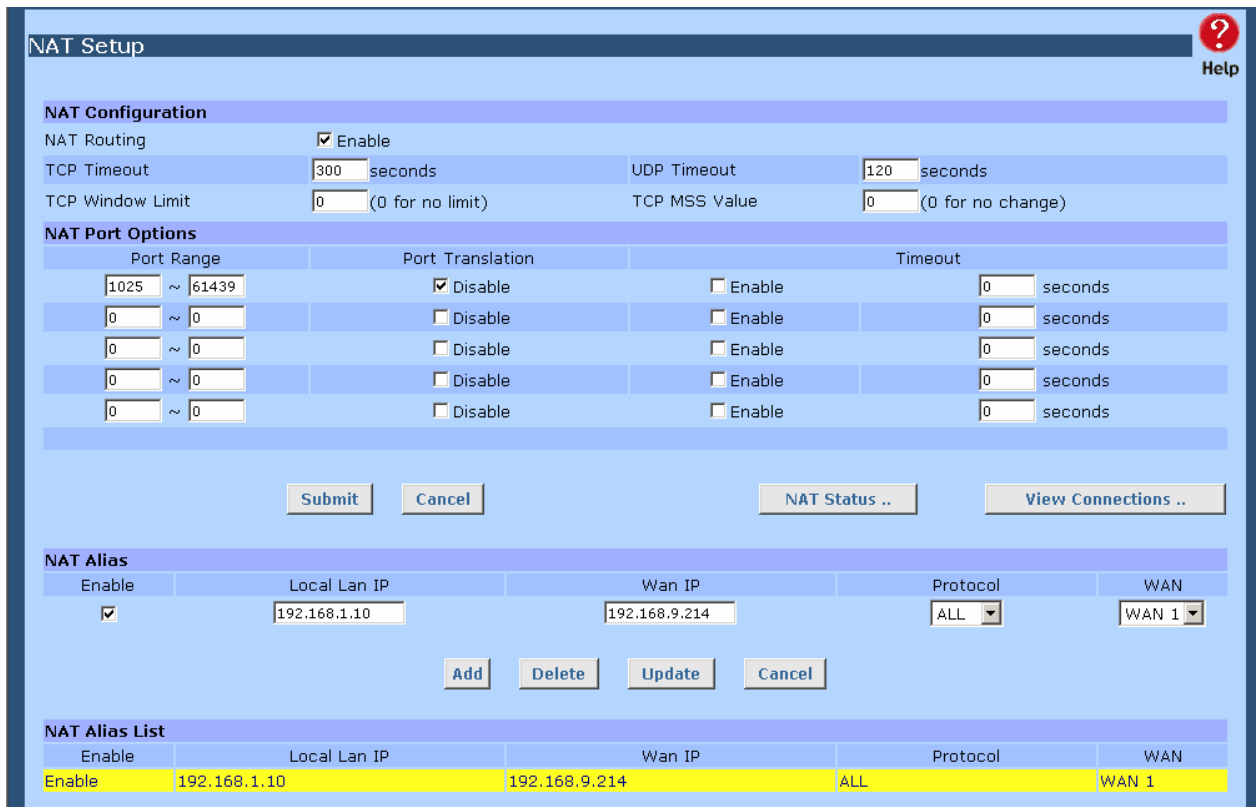 NAT Setup
?
Help
NAT Configuration
NAT Routing Enable
TCP Timeout 300 seconds UDP Timeout 120 seconds
TCP Window Limit 0 (0 for no limit) TCP MSS Value 0 (0 for no change)
NAT Port Options
Port Range Port Translation Timeout
1025 ~ 61439 Disable Enable 0 seconds
0 ~ 0 Disable Enable 0 seconds
0 ~ 0 Disable Enable 0 seconds
0 ~ 0 Disable Enable 0 seconds
0 ~ 0 Disable Enable 0 seconds
Submit Cancel NAT Status .. View Connections ..
NAT Alias
Enable Local Lan IP Wan IP Protocol WAN
192.168.1.10 192.168.9.214 ALL WAN 1
Add Delete Update Cancel
NAT Alias List
Enable Local Lan IP Wan IP Protocol WAN
Enable 192.168.1.10 192.168.9.214 ALL WAN 1